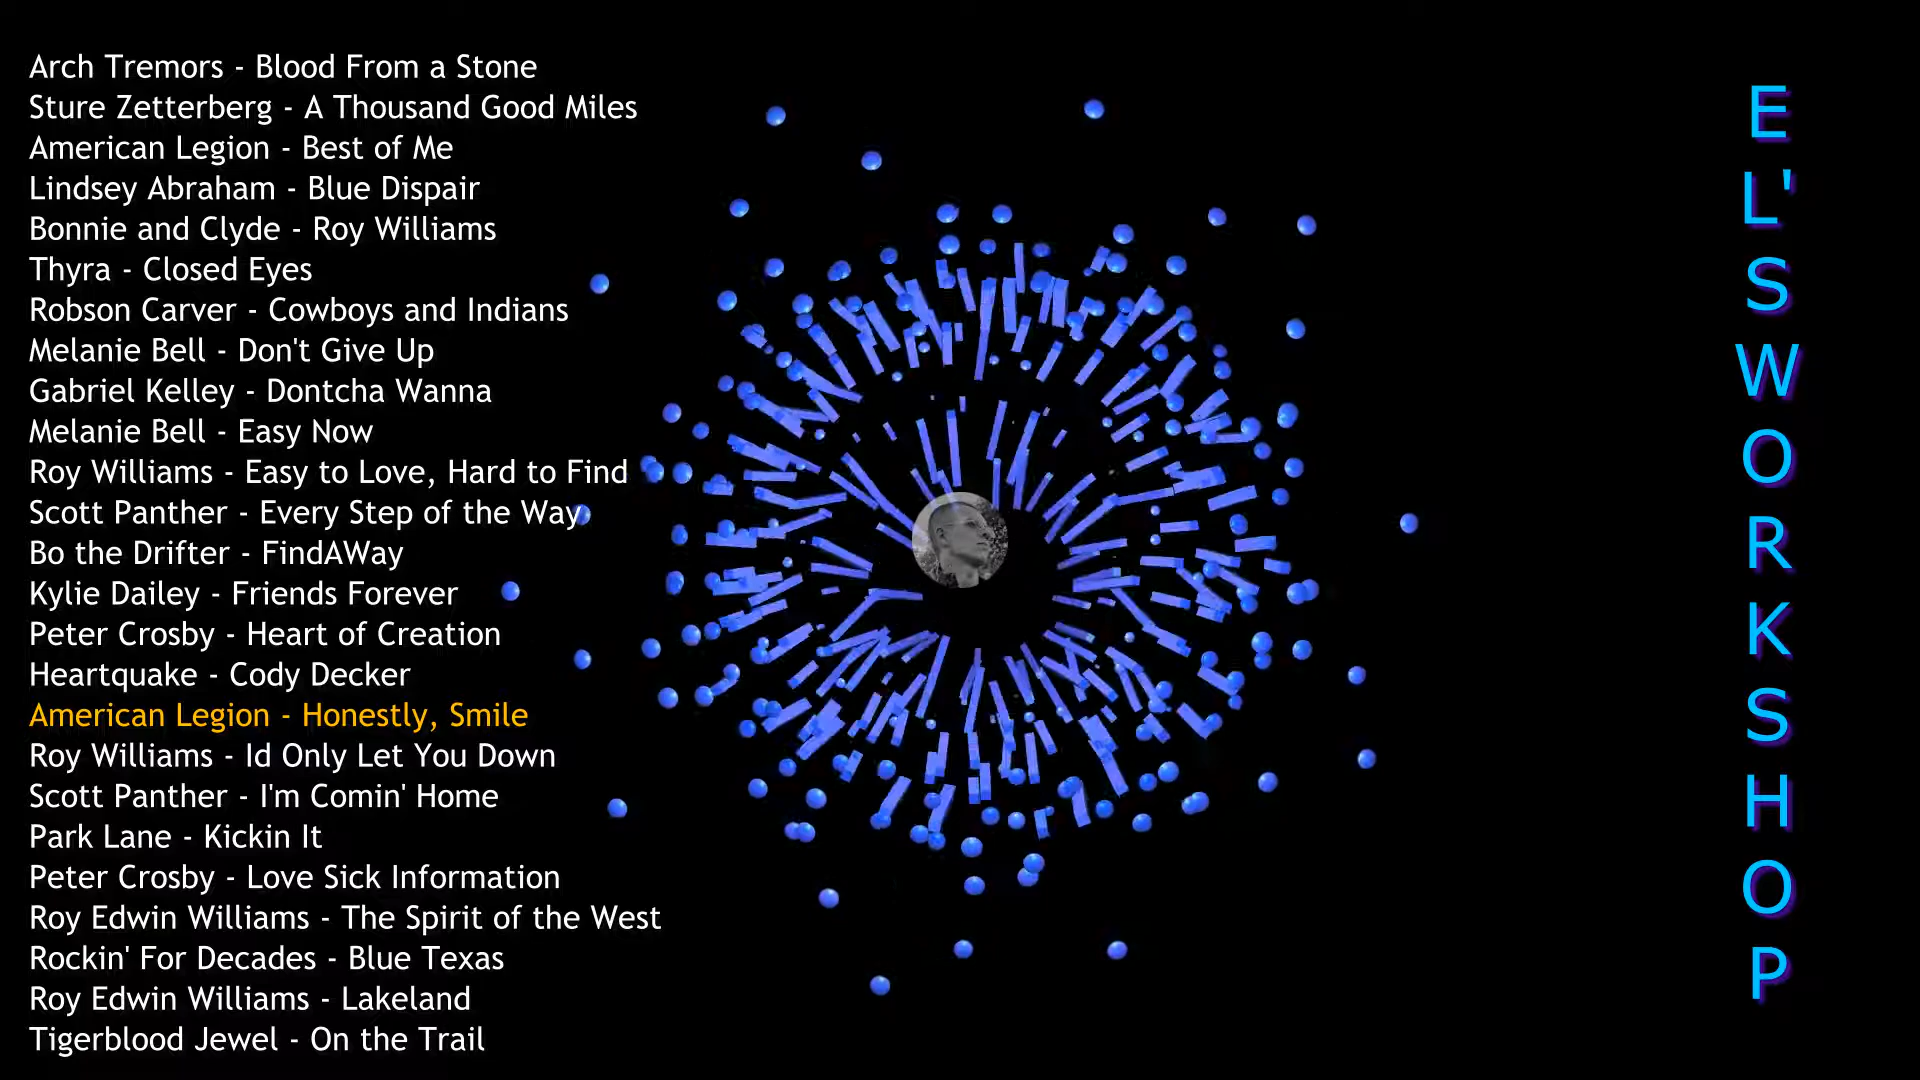 Arch Tremors - Blood From a Stone
Sture Zetterberg - A Thousand Good Miles
American Legion - Best of Me
Lindsey Abraham - Blue Dispair
Bonnie and Clyde - Roy Williams
Thyra - Closed Eyes
Robson Carver - Cowboys and Indians
Melanie Bell - Don't Give Up
Gabriel Kelley - Dontcha Wanna
Melanie Bell - Easy Now
Roy Williams - Easy to Love, Hard to Find
Scott Panther - Every Step of the Way
Bo the Drifter - FindAWay
Kylie Dailey - Friends Forever
Peter Crosby - Heart of Creation
Heartquake - Cody Decker
American Legion - Honestly, Smile
Roy Williams - Id Only Let You Down
Scott Panther - I'm Comin' Home
Park Lane - Kickin It
Peter Crosby - Love Sick Information
Roy Edwin Williams - The Spirit of the West
Rockin' For Decades - Blue Texas
Roy Edwin Williams - Lakeland
Tigerblood Jewel - On the Trail
EL'S WORKSHOP